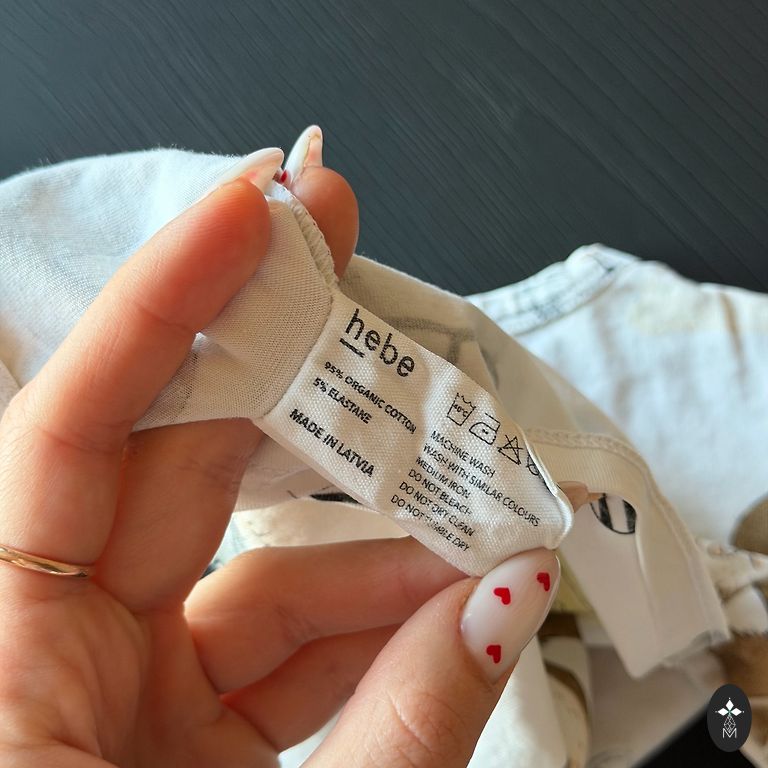 hebe
95% ORGANIC COTTON
5% ELASTANE
MADE IN LATVIA
MACHINE WASH
WASH WITH SIMILAR COLOURS
MEDIUM IRON
DO NOT BLEACH
DO NOT DRY CLEAN
DO NOT TUMBLE DRY